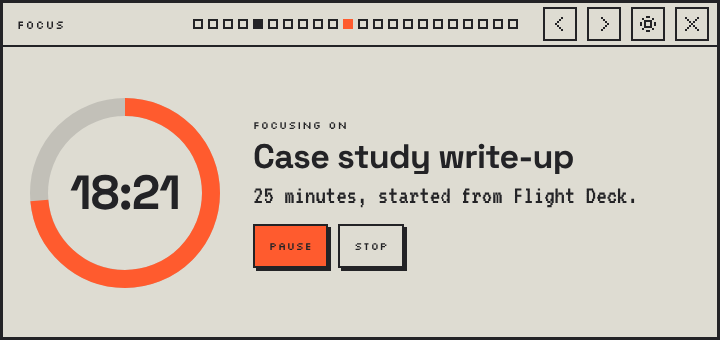 FOCUS
FOCUSING ON
Case study write-up
18:21
25 minutes, started from Flight Deck.
PAUSE
STOP